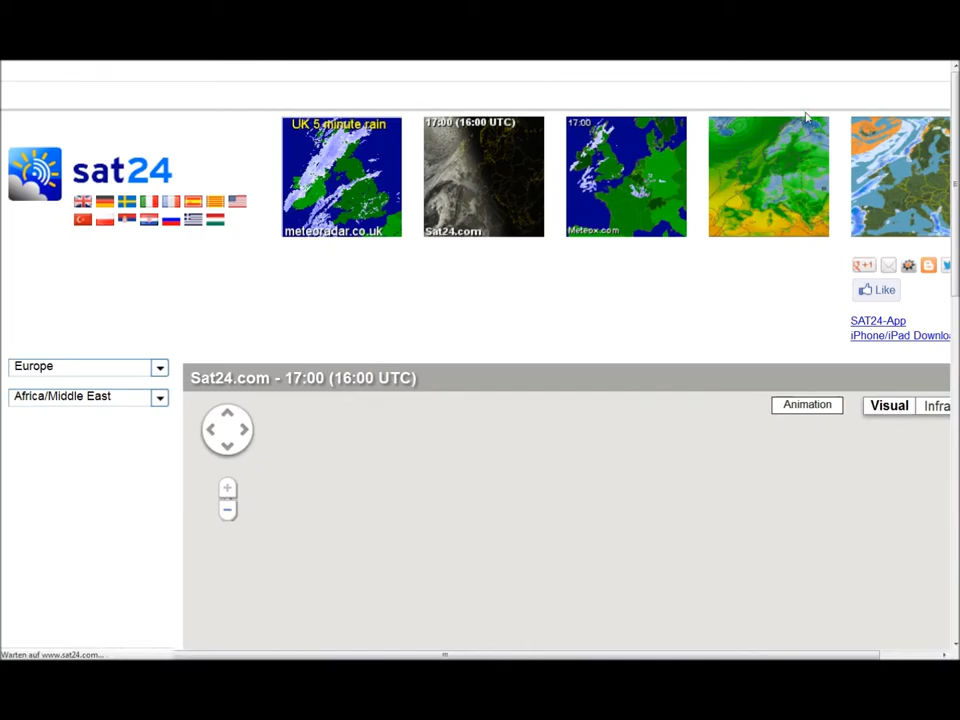 UK 5 minute rain
meteoradar.co.uk
17:00 (16:00 UTC)
Sat24.com
17:00
Meteox.com
sat24
+1
Like
SAT24-App
iPhone/iPad Downlo
Europe
Africa/Middle East
Sat24.com - 17:00 (16:00 UTC)
Animation
Visual
Infra
Warten auf www.sat24.com...